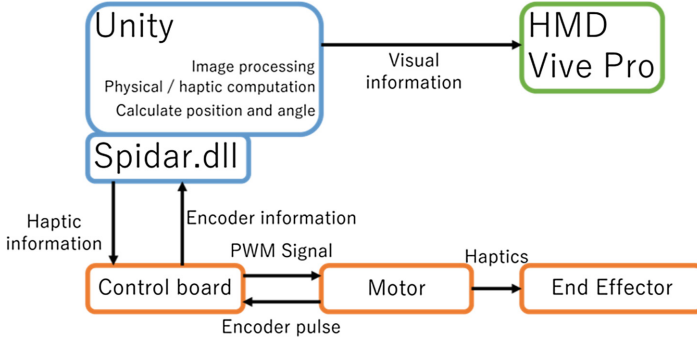 Unity
Image processing
Physical / haptic computation
Calculate position and angle
Visual
information
HMD
Vive Pro
Spidar.dll
Haptic
information
Encoder information
PWM Signal
Haptics
Control board
Motor
End Effector
Encoder pulse